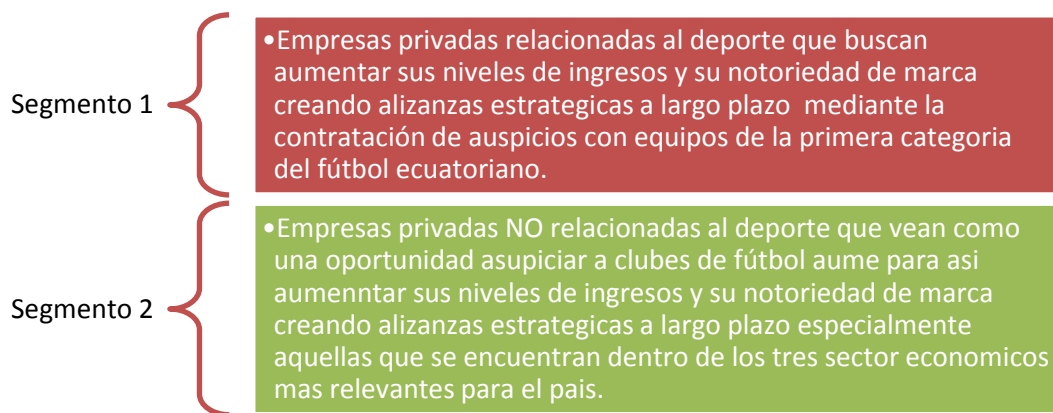 Segmento 1
•Empresas privadas relacionadas al deporte que buscan
aumentar sus niveles de ingresos y su notoriedad de marca
creando alizanzas estrategicas a largo plazo mediante la
contratación de auspicios con equipos de la primera categoria
del fútbol ecuatoriano.
Segmento 2
•Empresas privadas NO relacionadas al deporte que vean como
una oportunidad asupiciar a clubes de fútbol aume para asi
aumenntar sus niveles de ingresos y su notoriedad de marca
creando alizanzas estrategicas a largo plazo especialmente
aquellas que se encuentran dentro de los tres sector economicos
mas relevantes para el pais.